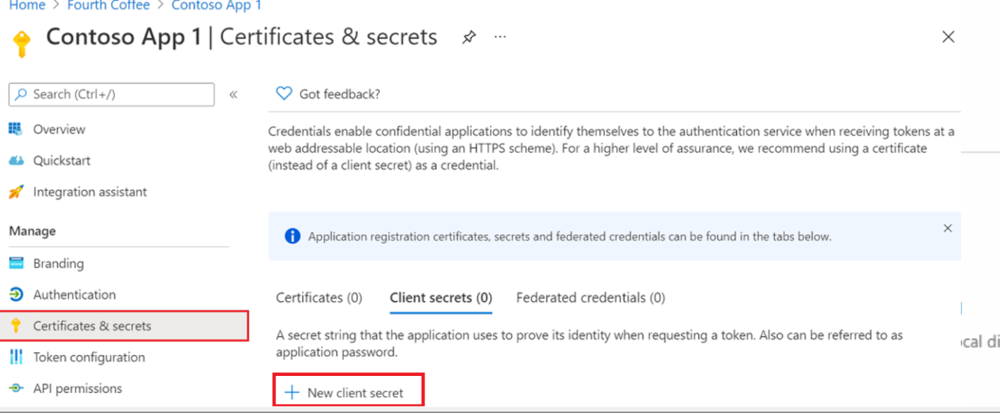 Home > Fourth Coffee > Contoso App 1
Contoso App 1 | Certificates & secrets
Search (Ctrl+/)
«
Overview
Quickstart
Integration assistant
Manage
Branding
Authentication
Certificates & secrets
Token configuration
API permissions
Got feedback?
Credentials enable confidential applications to identify themselves to the authentication service when receiving tokens at a
web addressable location (using an HTTPS scheme). For a higher level of assurance, we recommend using a certificate
(instead of a client secret) as a credential.
Application registration certificates, secrets and federated credentials can be found in the tabs below.
Certificates (0) Client secrets (0) Federated credentials (0)
A secret string that the application uses to prove its identity when requesting a token. Also can be referred to as
application password.
+ New client secret